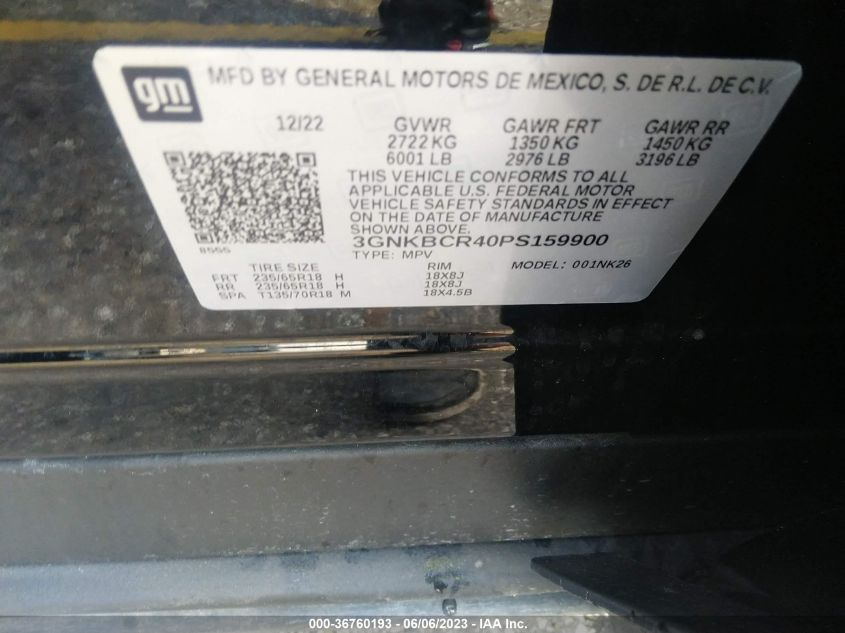 gm MFD BY GENERAL MOTORS DE MEXICO, S. DE R.L. DE C.V.
12/22 GVWR GAWR FRT GAWR RR
2722 KG 1350 KG 1450 KG
6001 LB 2976 LB 3196 LB
THIS VEHICLE CONFORMS TO ALL
APPLICABLE U.S. FEDERAL MOTOR
VEHICLE SAFETY STANDARDS IN EFFECT
ON THE DATE OF MANUFACTURE
SHOWN ABOVE.
8555
3GNKBCR40PS159900
TYPE: MPV MODEL: 001NK26
TIRE SIZE RIM
FRT 235/65R18 H 18X8J
RR 235/65R18 H 18X8J
SPA T135/70R18 M 18X4.5B
000-36760193 - 06/06/2023 - IAA Inc.